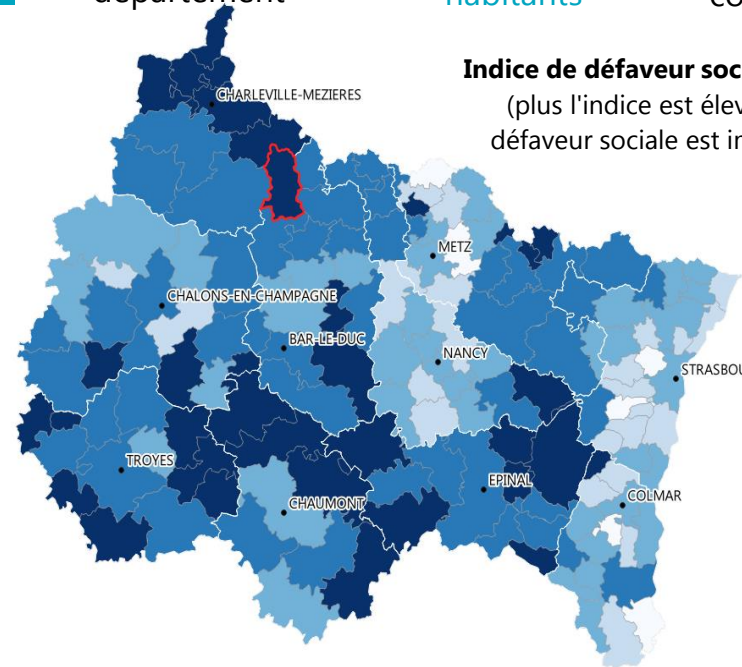 département
habitants
co
Indice de défaveur soc
(plus l'indice est élev
défaveur sociale est in
CHARLEVILLE-MEZIERES
METZ
CHALONS-EN-CHAMPAGNE
BAR-LE-DUC
NANCY
STRASBOU
TROYES
EPINAL
CHAUMONT
COLMAR